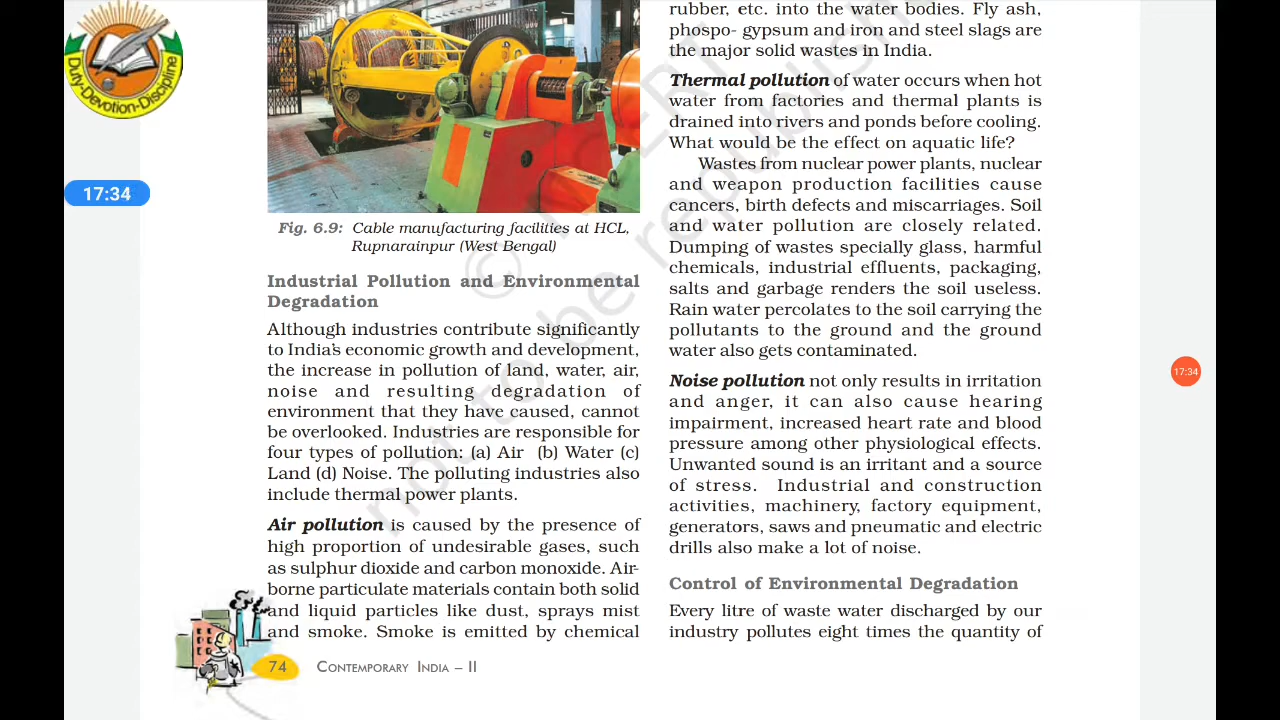 Duty-Devotion-Discipline
17:34
Fig. 6.9: Cable manufacturing facilities at HCL,
Rupnarainpur (West Bengal)
Industrial Pollution and Environmental
Degradation
Although industries contribute significantly
to India's economic growth and development,
the increase in pollution of land, water, air,
noise and resulting degradation of
environment that they have caused, cannot
be overlooked. Industries are responsible for
four types of pollution: (a) Air (b) Water (c)
Land (d) Noise. The polluting industries also
include thermal power plants.
Air pollution is caused by the presence of
high proportion of undesirable gases, such
as sulphur dioxide and carbon monoxide. Air-
borne particulate materials contain both solid
and liquid particles like dust, sprays mist
and smoke. Smoke is emitted by chemical
rubber, etc. into the water bodies. Fly ash,
phospo- gypsum and iron and steel slags are
the major solid wastes in India.
Thermal pollution of water occurs when hot
water from factories and thermal plants is
drained into rivers and ponds before cooling.
What would be the effect on aquatic life?
Wastes from nuclear power plants, nuclear
and weapon production facilities cause
cancers, birth defects and miscarriages. Soil
and water pollution are closely related.
Dumping of wastes specially glass, harmful
chemicals, industrial effluents, packaging,
salts and garbage renders the soil useless.
Rain water percolates to the soil carrying the
pollutants to the ground and the ground
water also gets contaminated.
Noise pollution not only results in irritation
and anger, it can also cause hearing
impairment, increased heart rate and blood
pressure among other physiological effects.
Unwanted sound is an irritant and a source
of stress. Industrial and construction
activities, machinery, factory equipment,
generators, saws and pneumatic and electric
drills also make a lot of noise.
Control of Environmental Degradation
Every litre of waste water discharged by our
industry pollutes eight times the quantity of
17:34
74 Contemporary India – II
not to be republish